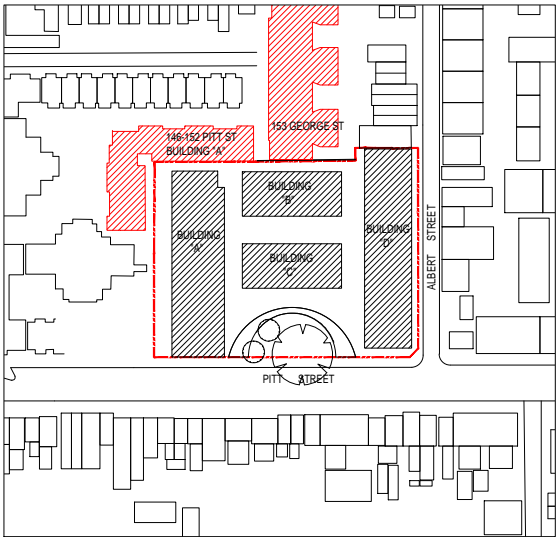 153 GEORGE ST
146-152 PITT ST
BUILDING "A"
BUILDING
"B"
BUILDING
"A"
BUILDING
"D"
BUILDING
"C"
ALBERT STREET
PITT STREET